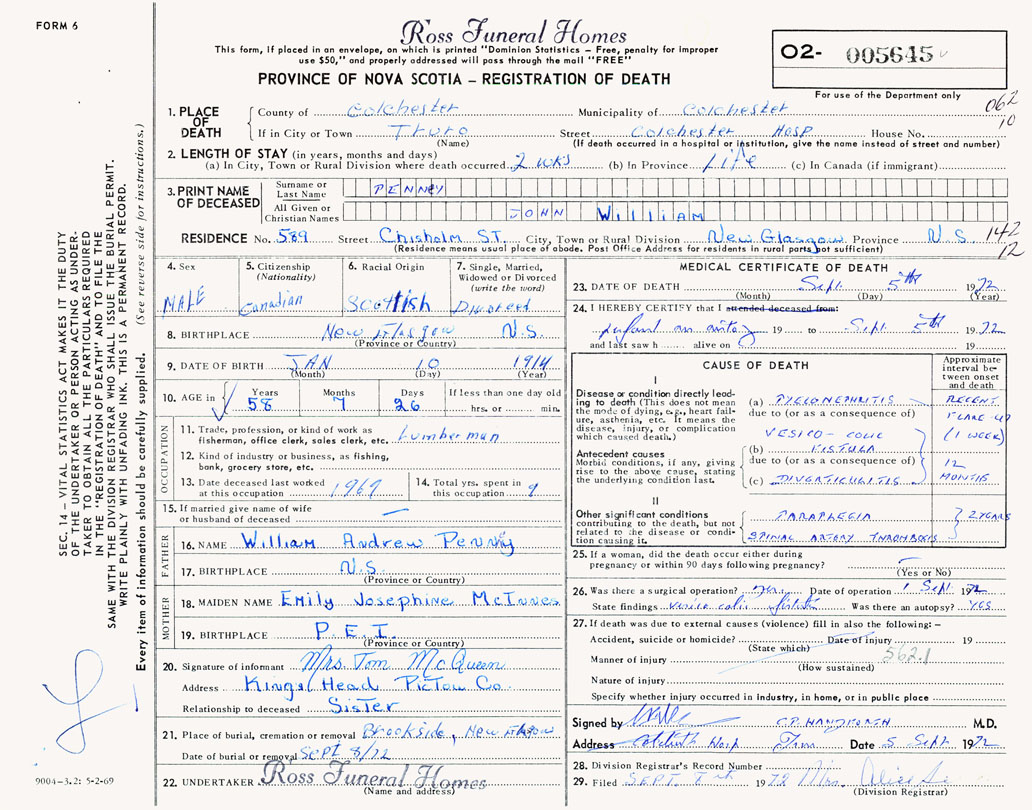 FORM 6
Ross Funeral Homes
This form, if placed in an envelope, on which is printed "Dominion Statistics – Free, penalty for improper
use $50," and properly addressed will pass through the mail "FREE"
PROVINCE OF NOVA SCOTIA – REGISTRATION OF DEATH
02- 005645
For use of the Department only
062
10
1. PLACE OF DEATH
County of Colchester Municipality of Colchester
If in City or Town Truro Street Colchester Hosp House No.
(Name) (If death occurred in a hospital or institution, give the name instead of street and number)
2. LENGTH OF STAY (in years, months and days)
(a) In City, Town or Rural Division where death occurred 2 wks (b) In Province Life (c) In Canada (if immigrant)
3. PRINT NAME OF DECEASED
Surname or Last Name PENNEY
All Given or Christian Names JOHN WILLIAM
RESIDENCE No. 589 Street Chisholm ST. City, Town or Rural Division New Glasgow Province N.S. 142
(Residence means usual place of abode. Post Office Address for residents in rural parts not sufficient) 12
4. Sex MALE
5. Citizenship (Nationality) Canadian
6. Racial Origin Scottish
7. Single, Married, Widowed or Divorced (write the word) Divorced
8. BIRTHPLACE New Glasgow N.S.
(Province or Country)
9. DATE OF BIRTH JAN 10 1914
(Month) (Day) (Year)
10. AGE in Years 58 Months 7 Days 26 If less than one day old hrs. or min.
OCCUPATION
11. Trade, profession, or kind of work as
fisherman, office clerk, sales clerk, etc. Lumberman
12. Kind of industry or business, as fishing,
bank, grocery store, etc.
13. Date deceased last worked
at this occupation 1969
14. Total yrs. spent in
this occupation 9
15. If married give name of wife
or husband of deceased —
FATHER
16. NAME William Andrew Penny
17. BIRTHPLACE N.S.
(Province or Country)
MOTHER
18. MAIDEN NAME Emily Josephine McInnes
19. BIRTHPLACE P.E.I.
(Province or Country)
20. Signature of informant Mrs. Tom McQueen
Address Kings Head Pictou Co.
Relationship to deceased Sister
21. Place of burial, cremation or removal Brookside, New Glasgow
Date of burial or removal Sept 8/72
22. UNDERTAKER Ross Funeral Homes
(Name and address)
MEDICAL CERTIFICATE OF DEATH
23. DATE OF DEATH Sept. 5th 1972
(Month) (Day) (Year)
24. I HEREBY CERTIFY that I attended deceased from:
19 to Sept. 5th 1972
and last saw h alive on 19
CAUSE OF DEATH
Approximate interval between onset and death
I
Disease or condition directly leading to death (This does not mean
the mode of dying, e.g., heart failure, asthenia, etc. It means the
disease, injury, or complication
which caused death.)
(a) PYELONEPHRITIS RECENT
due to (or as a consequence of) FLARE-UP
(1 WEEK)
Antecedent causes
Morbid conditions, if any, giving
rise to the above cause, stating
the underlying condition last.
VESICO-COLIC
(b) FISTULA
due to (or as a consequence of) 12
(c) DIVERTICULITIS MONTHS
II
Other significant conditions
contributing to the death, but not
related to the disease or condition causing it.
PARAPLEGIA 2 YEARS
SPINAL ARTERY THROMBOSIS
25. If a woman, did the death occur either during
pregnancy or within 90 days following pregnancy?
(Yes or No)
26. Was there a surgical operation? yes Date of operation 1 Sept 1972
State findings vesico colic fistula Was there an autopsy? YES
27. If death was due to external causes (violence) fill in also the following: –
Accident, suicide or homicide? Date of injury 19
(State which)
Manner of injury 562.1
(How sustained)
Nature of injury
Specify whether injury occurred in industry, in home, or in public place
Signed by C.P. HANDFORTH M.D.
Address Colchester Hosp Truro Date 5 Sept 1972
28. Division Registrar's Record Number
29. Filed SEPT. 1972 Mrs. Alice
(Division Registrar)
SEC. 14 – VITAL STATISTICS ACT MAKES IT THE DUTY
OF THE UNDERTAKER OR PERSON ACTING AS UNDER-
TAKER TO OBTAIN ALL THE PARTICULARS REQUIRED
IN THE "REGISTRATION OF DEATH" AND TO FILE THE
SAME WITH THE DIVISION REGISTRAR WHO SHALL ISSUE THE BURIAL PERMIT.
WRITE PLAINLY WITH UNFADING INK. THIS IS A PERMANENT RECORD.
Every item of information should be carefully supplied. (See reverse side for instructions.)
9004-3.2: 5-2-69